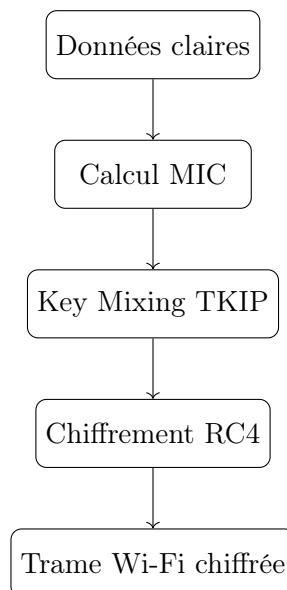 Données claires
Calcul MIC
Key Mixing TKIP
Chiffrement RC4
Trame Wi-Fi chiffrée